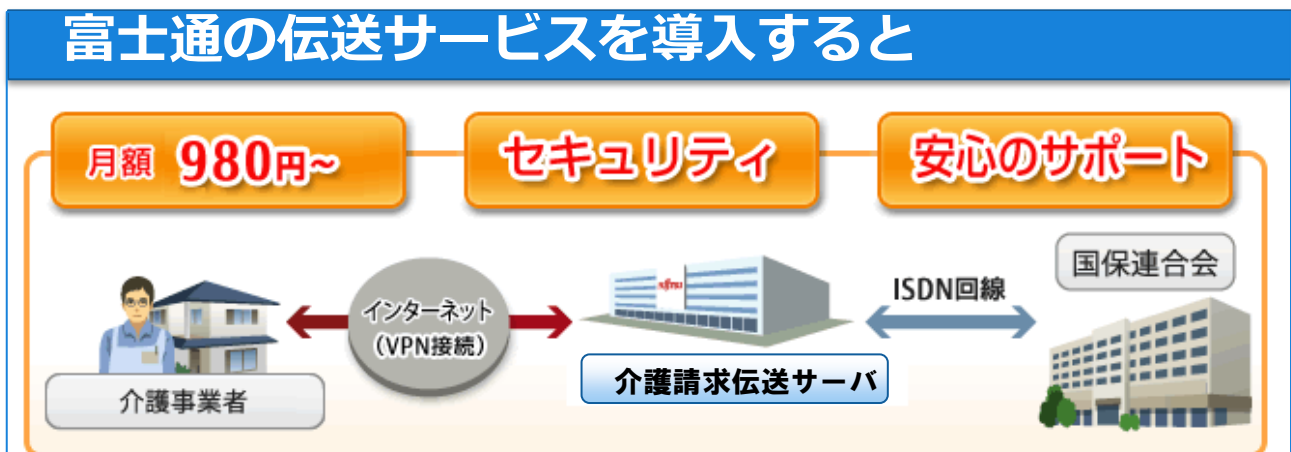 富士通の伝送サービスを導入すると
月額 980円~
セキュリティ
安心のサポート
国保連合会
ISDN回線
インターネット
(VPN接続)
介護請求伝送サーバ
介護事業者